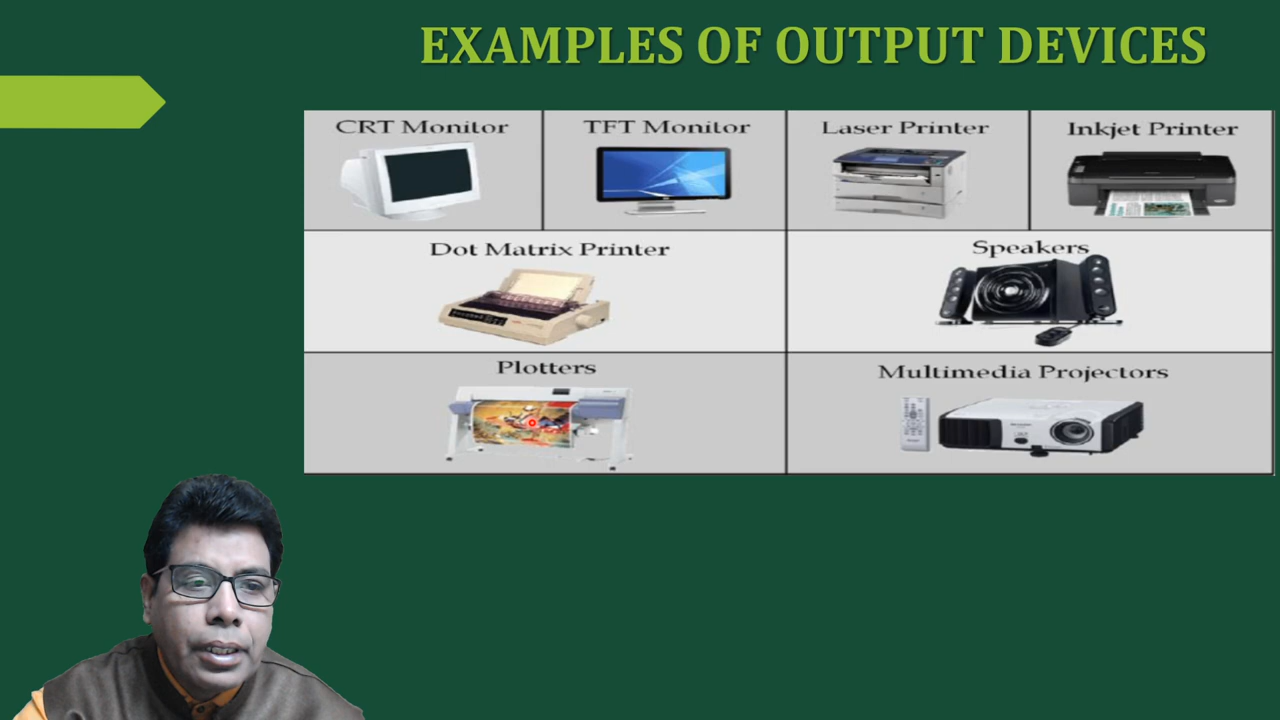 EXAMPLES OF OUTPUT DEVICES
CRT Monitor
TFT Monitor
Laser Printer
Inkjet Printer
Dot Matrix Printer
Speakers
Plotters
Multimedia Projectors